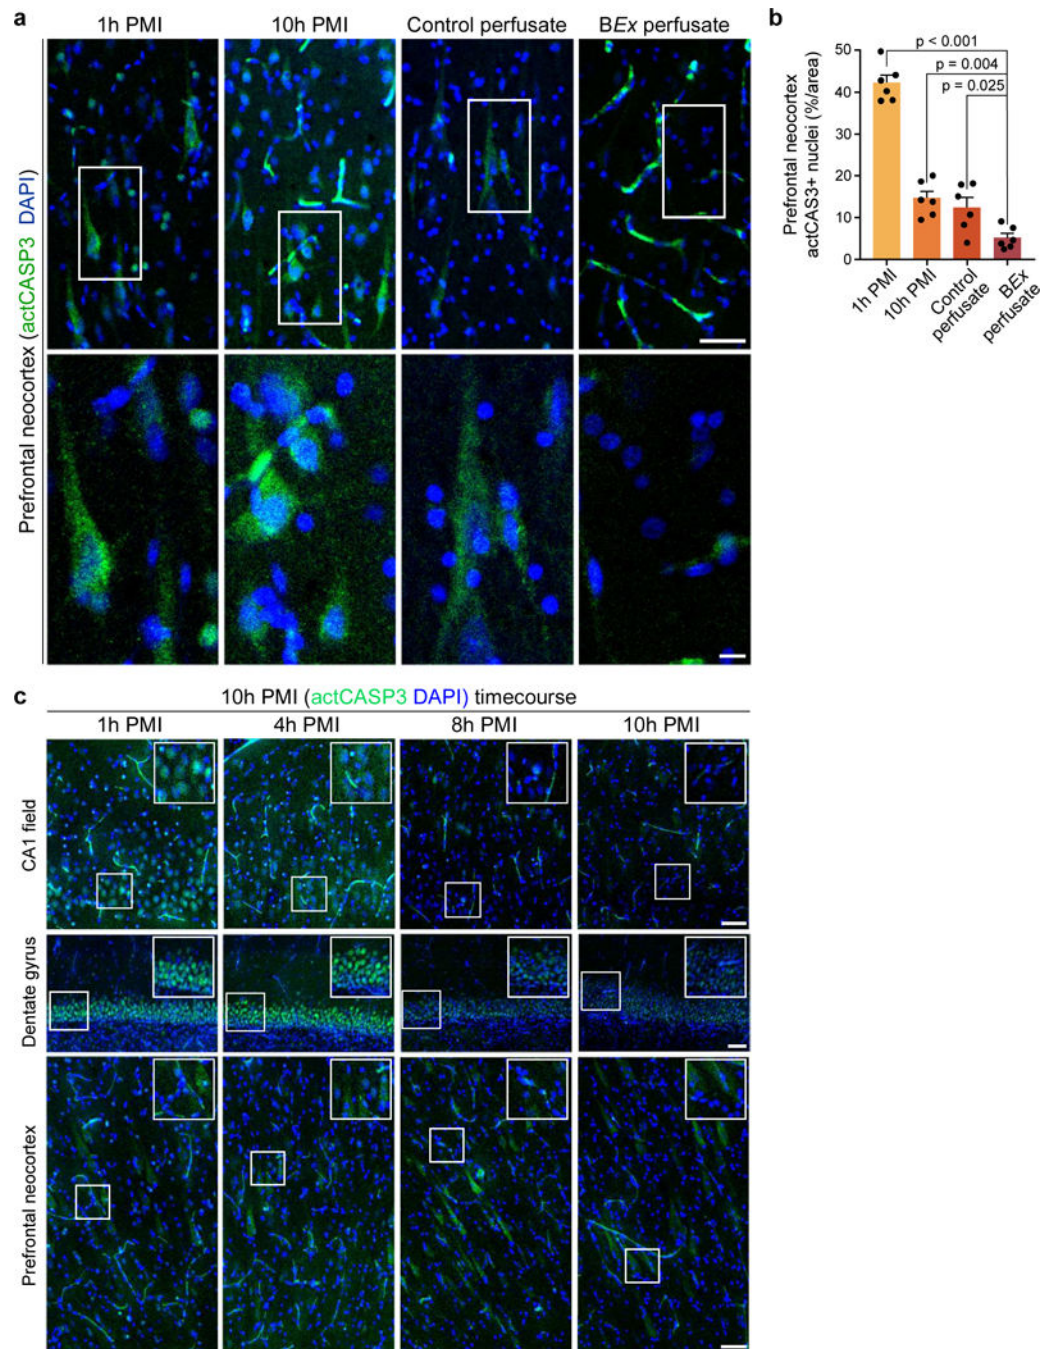 a
1h PMI
10h PMI
Control perfusate
BEx perfusate
Prefrontal neocortex (actCASP3 DAPI)
b
Prefrontal neocortex
actCAS3+ nuclei (%/area)
50
40
30
20
10
0
p < 0.001
p = 0.004
p = 0.025
1h PMI
10h PMI
Control
perfusate
BEx
perfusate
c
10h PMI (actCASP3 DAPI) timecourse
1h PMI
4h PMI
8h PMI
10h PMI
CA1 field
Dentate gyrus
Prefrontal neocortex